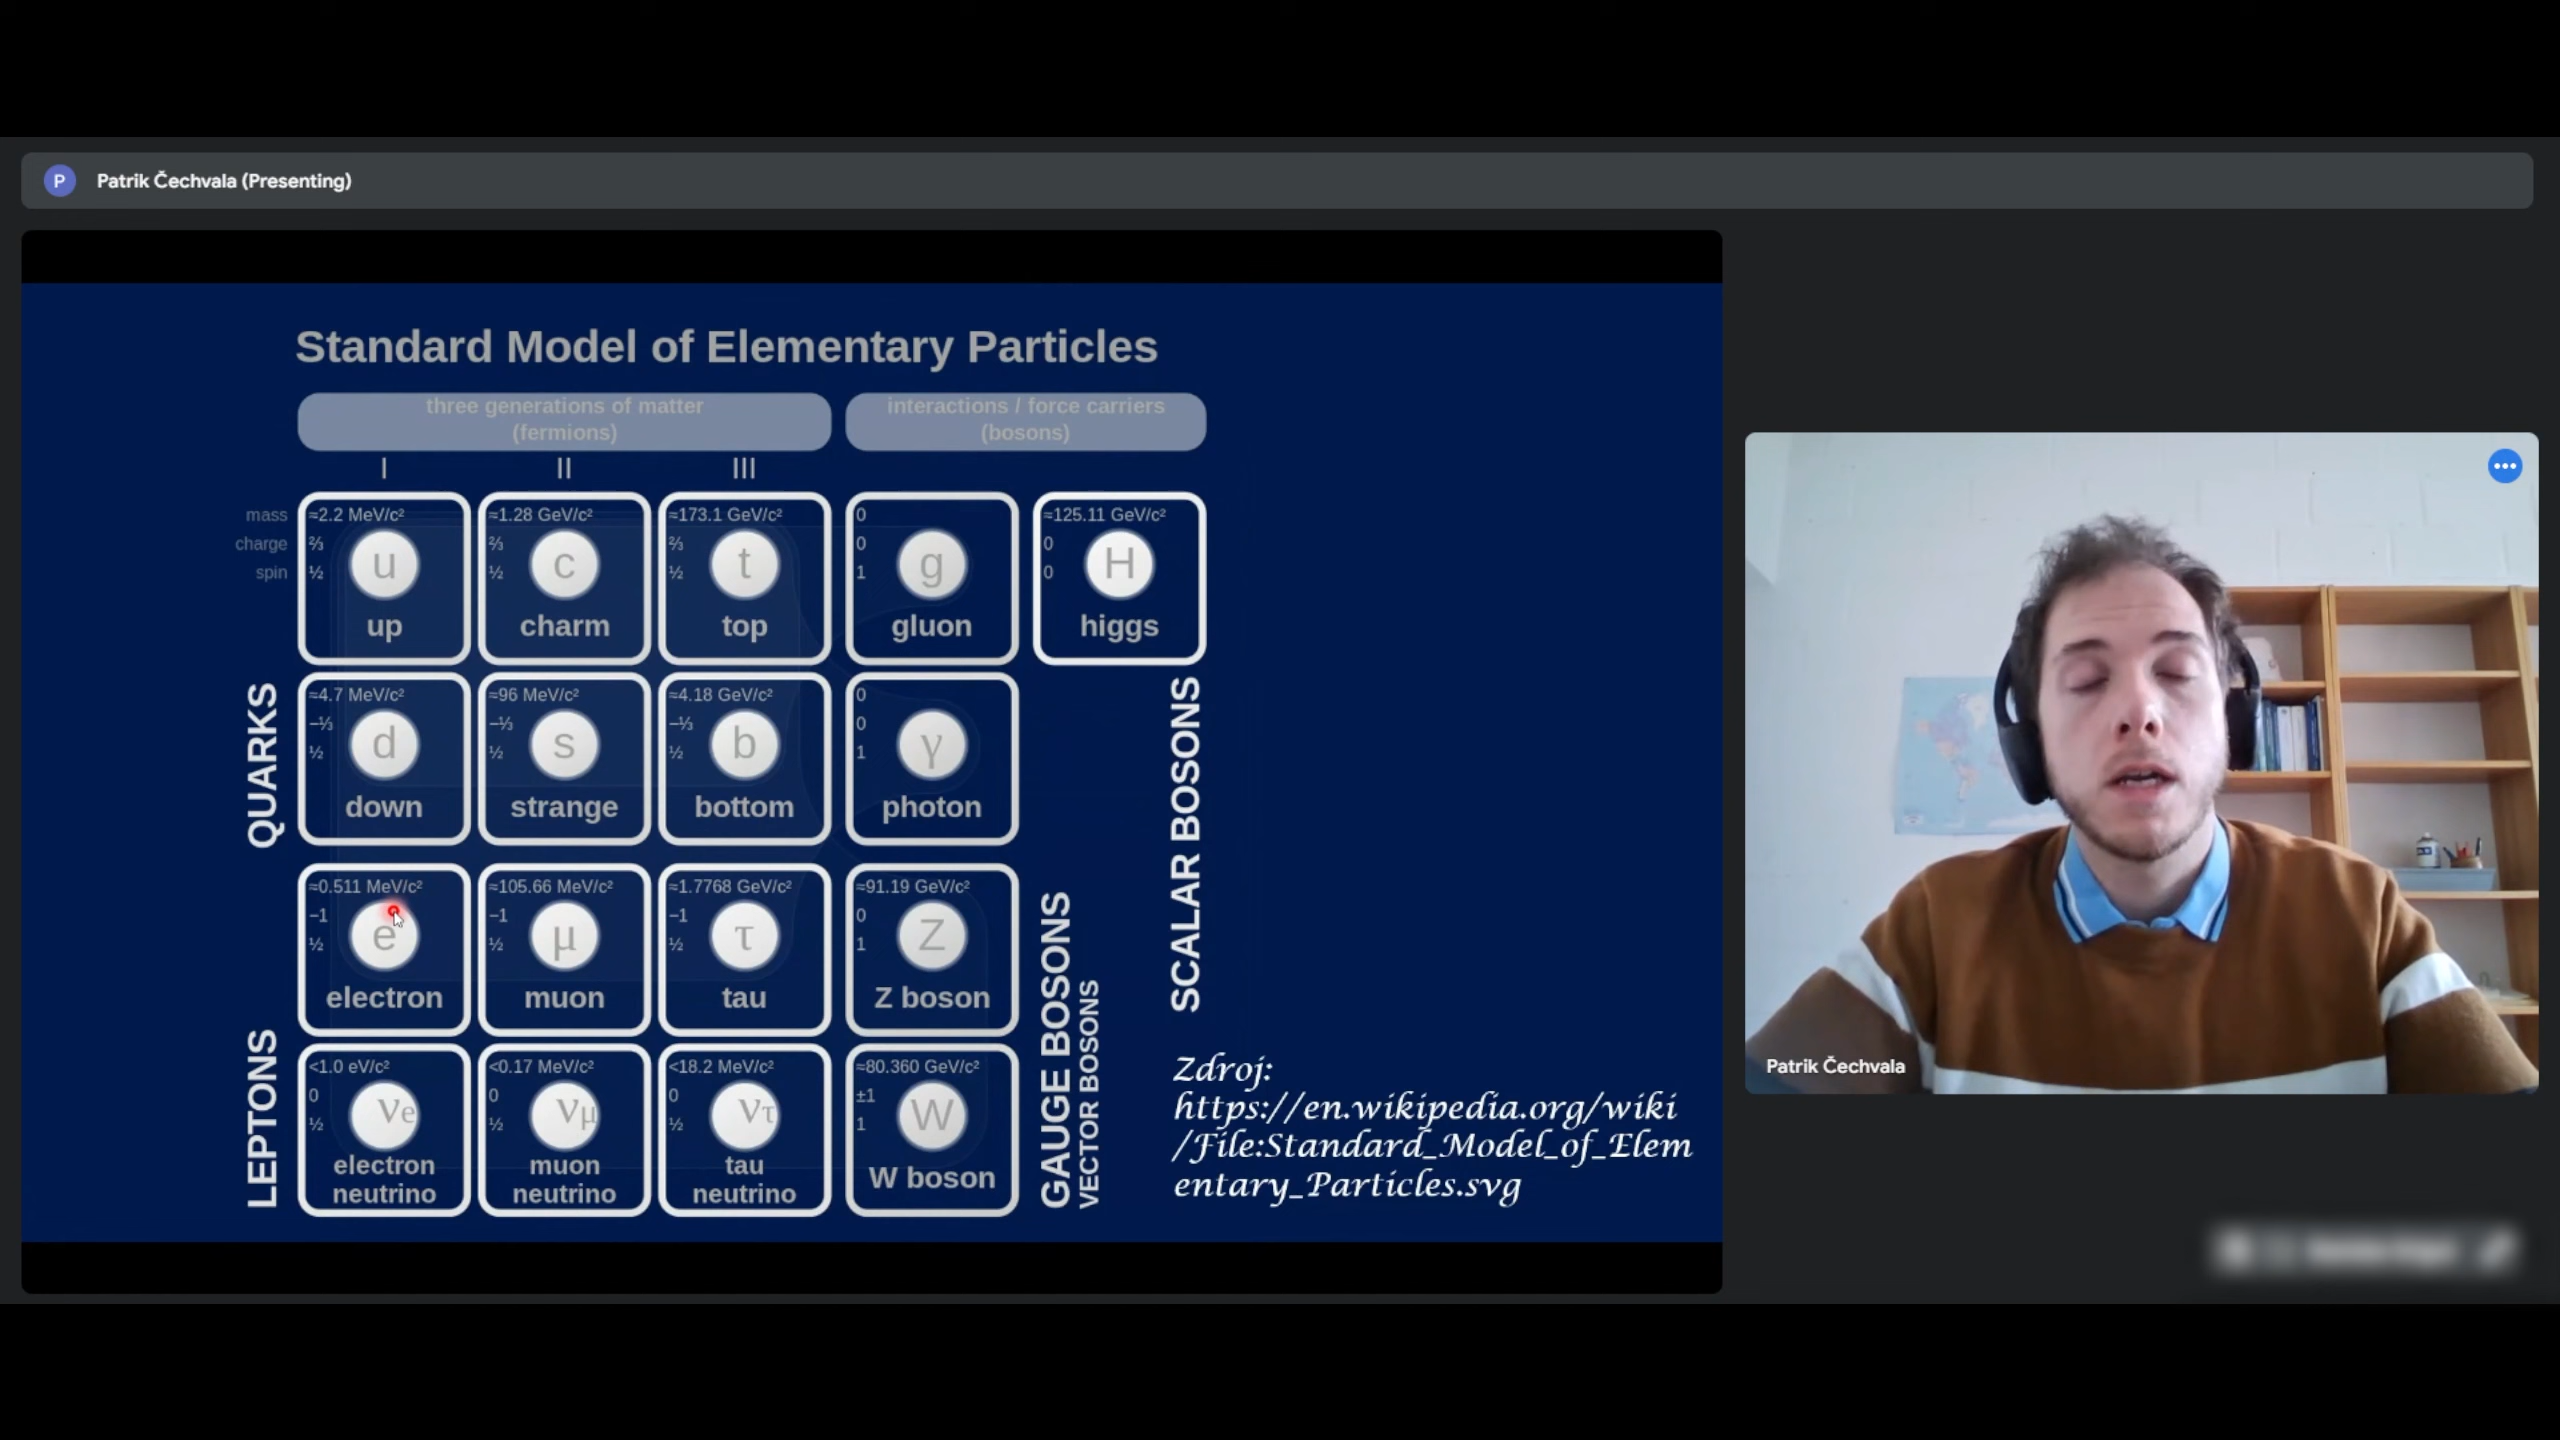 P
Patrik Čechvala (Presenting)
Standard Model of Elementary Particles
three generations of matter
(fermions)
interactions / force carriers
(bosons)
I
II
III
mass
charge
spin
≈2.2 MeV/c²
⅔
½
u
up
≈1.28 GeV/c²
⅔
½
c
charm
≈173.1 GeV/c²
⅔
½
t
top
0
0
1
g
gluon
≈125.11 GeV/c²
0
0
H
higgs
QUARKS
≈4.7 MeV/c²
−⅓
½
d
down
≈96 MeV/c²
−⅓
½
s
strange
≈4.18 GeV/c²
−⅓
½
b
bottom
0
0
1
γ
photon
SCALAR BOSONS
LEPTONS
≈0.511 MeV/c²
−1
½
e
electron
≈105.66 MeV/c²
−1
½
μ
muon
≈1.7768 GeV/c²
−1
½
τ
tau
≈91.19 GeV/c²
0
1
Z
Z boson
<1.0 eV/c²
0
½
νe
electron
neutrino
<0.17 MeV/c²
0
½
νμ
muon
neutrino
<18.2 MeV/c²
0
½
ντ
tau
neutrino
≈80.360 GeV/c²
±1
1
W
W boson
GAUGE BOSONS
VECTOR BOSONS
Zdroj:
https://en.wikipedia.org/wiki
/File:Standard_Model_of_Elem
entary_Particles.svg
Patrik Čechvala